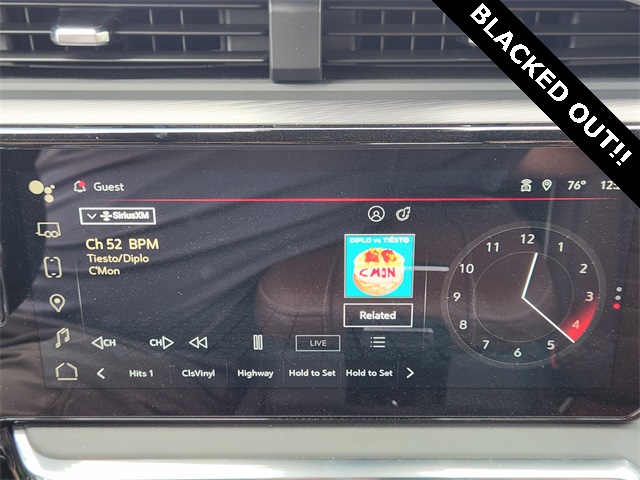 BLACKED OUT!!
Guest
76°
SiriusXM
Ch 52 BPM
Tiesto/Diplo
C'Mon
DIPLO vs TIËSTO
C'MON
Related
12
1
2
3
4
5
6
7
8
9
10
11
CH
CH
LIVE
Hits 1
ClsVinyl
Highway
Hold to Set
Hold to Set